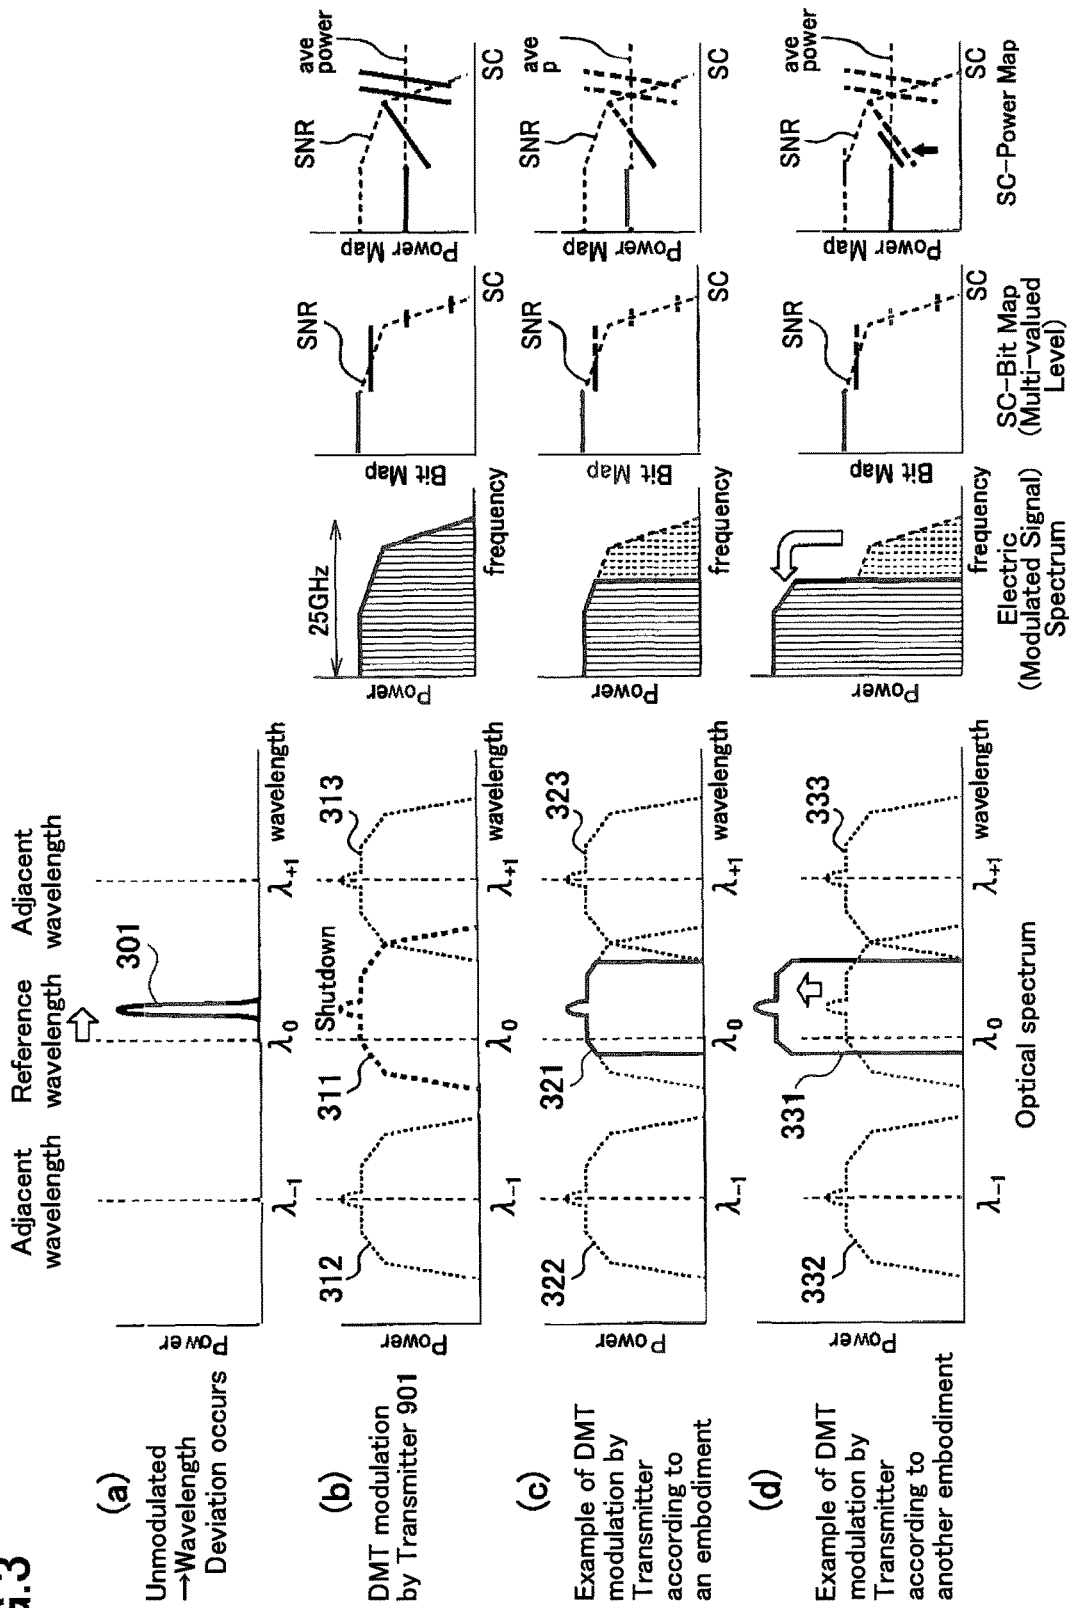 G.3
Adjacent
wavelength
Reference
wavelength
Adjacent
wavelength
(a)
Unmodulated
→Wavelength
Deviation occurs
Power
301
λ-1
λ0
λ+1
wavelength
(b)
DMT modulation
by Transmitter 901
Power
312
311
Shutdown
313
λ-1
λ0
λ+1
wavelength
Power
25GHz
frequency
Bit Map
SNR
SC
Power Map
SNR
ave
power
SC
(c)
Example of DMT
modulation by
Transmitter
according to
an embodiment
Power
322
321
323
λ-1
λ0
λ+1
wavelength
Power
frequency
Bit Map
SNR
SC
Power Map
SNR
ave
p
SC
(d)
Example of DMT
modulation by
Transmitter
according to
another embodiment
Power
332
331
333
λ-1
λ0
λ+1
wavelength
Power
frequency
Bit Map
SNR
SC
Power Map
SNR
ave
power
SC
Optical spectrum
Electric
(Modulated Signal)
Spectrum
SC-Bit Map
(Multi-valued
Level)
SC-Power Map